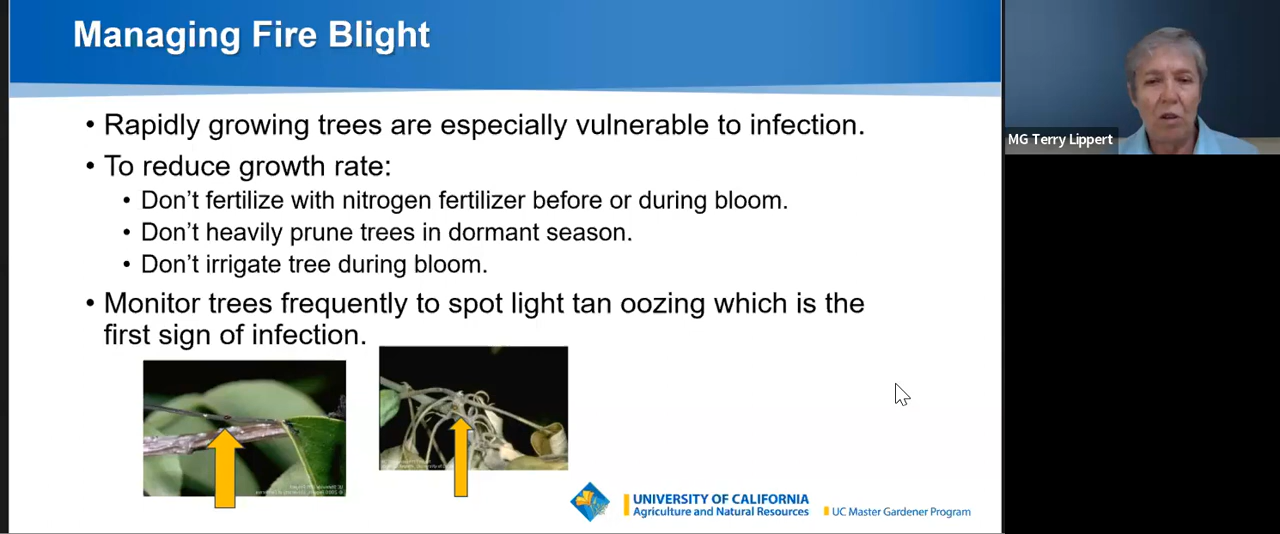 Managing Fire Blight
• Rapidly growing trees are especially vulnerable to infection.
• To reduce growth rate:
• Don’t fertilize with nitrogen fertilizer before or during bloom.
• Don’t heavily prune trees in dormant season.
• Don’t irrigate tree during bloom.
• Monitor trees frequently to spot light tan oozing which is the
first sign of infection.
MG Terry Lippert
UNIVERSITY OF CALIFORNIA
Agriculture and Natural Resources
UC Master Gardener Program